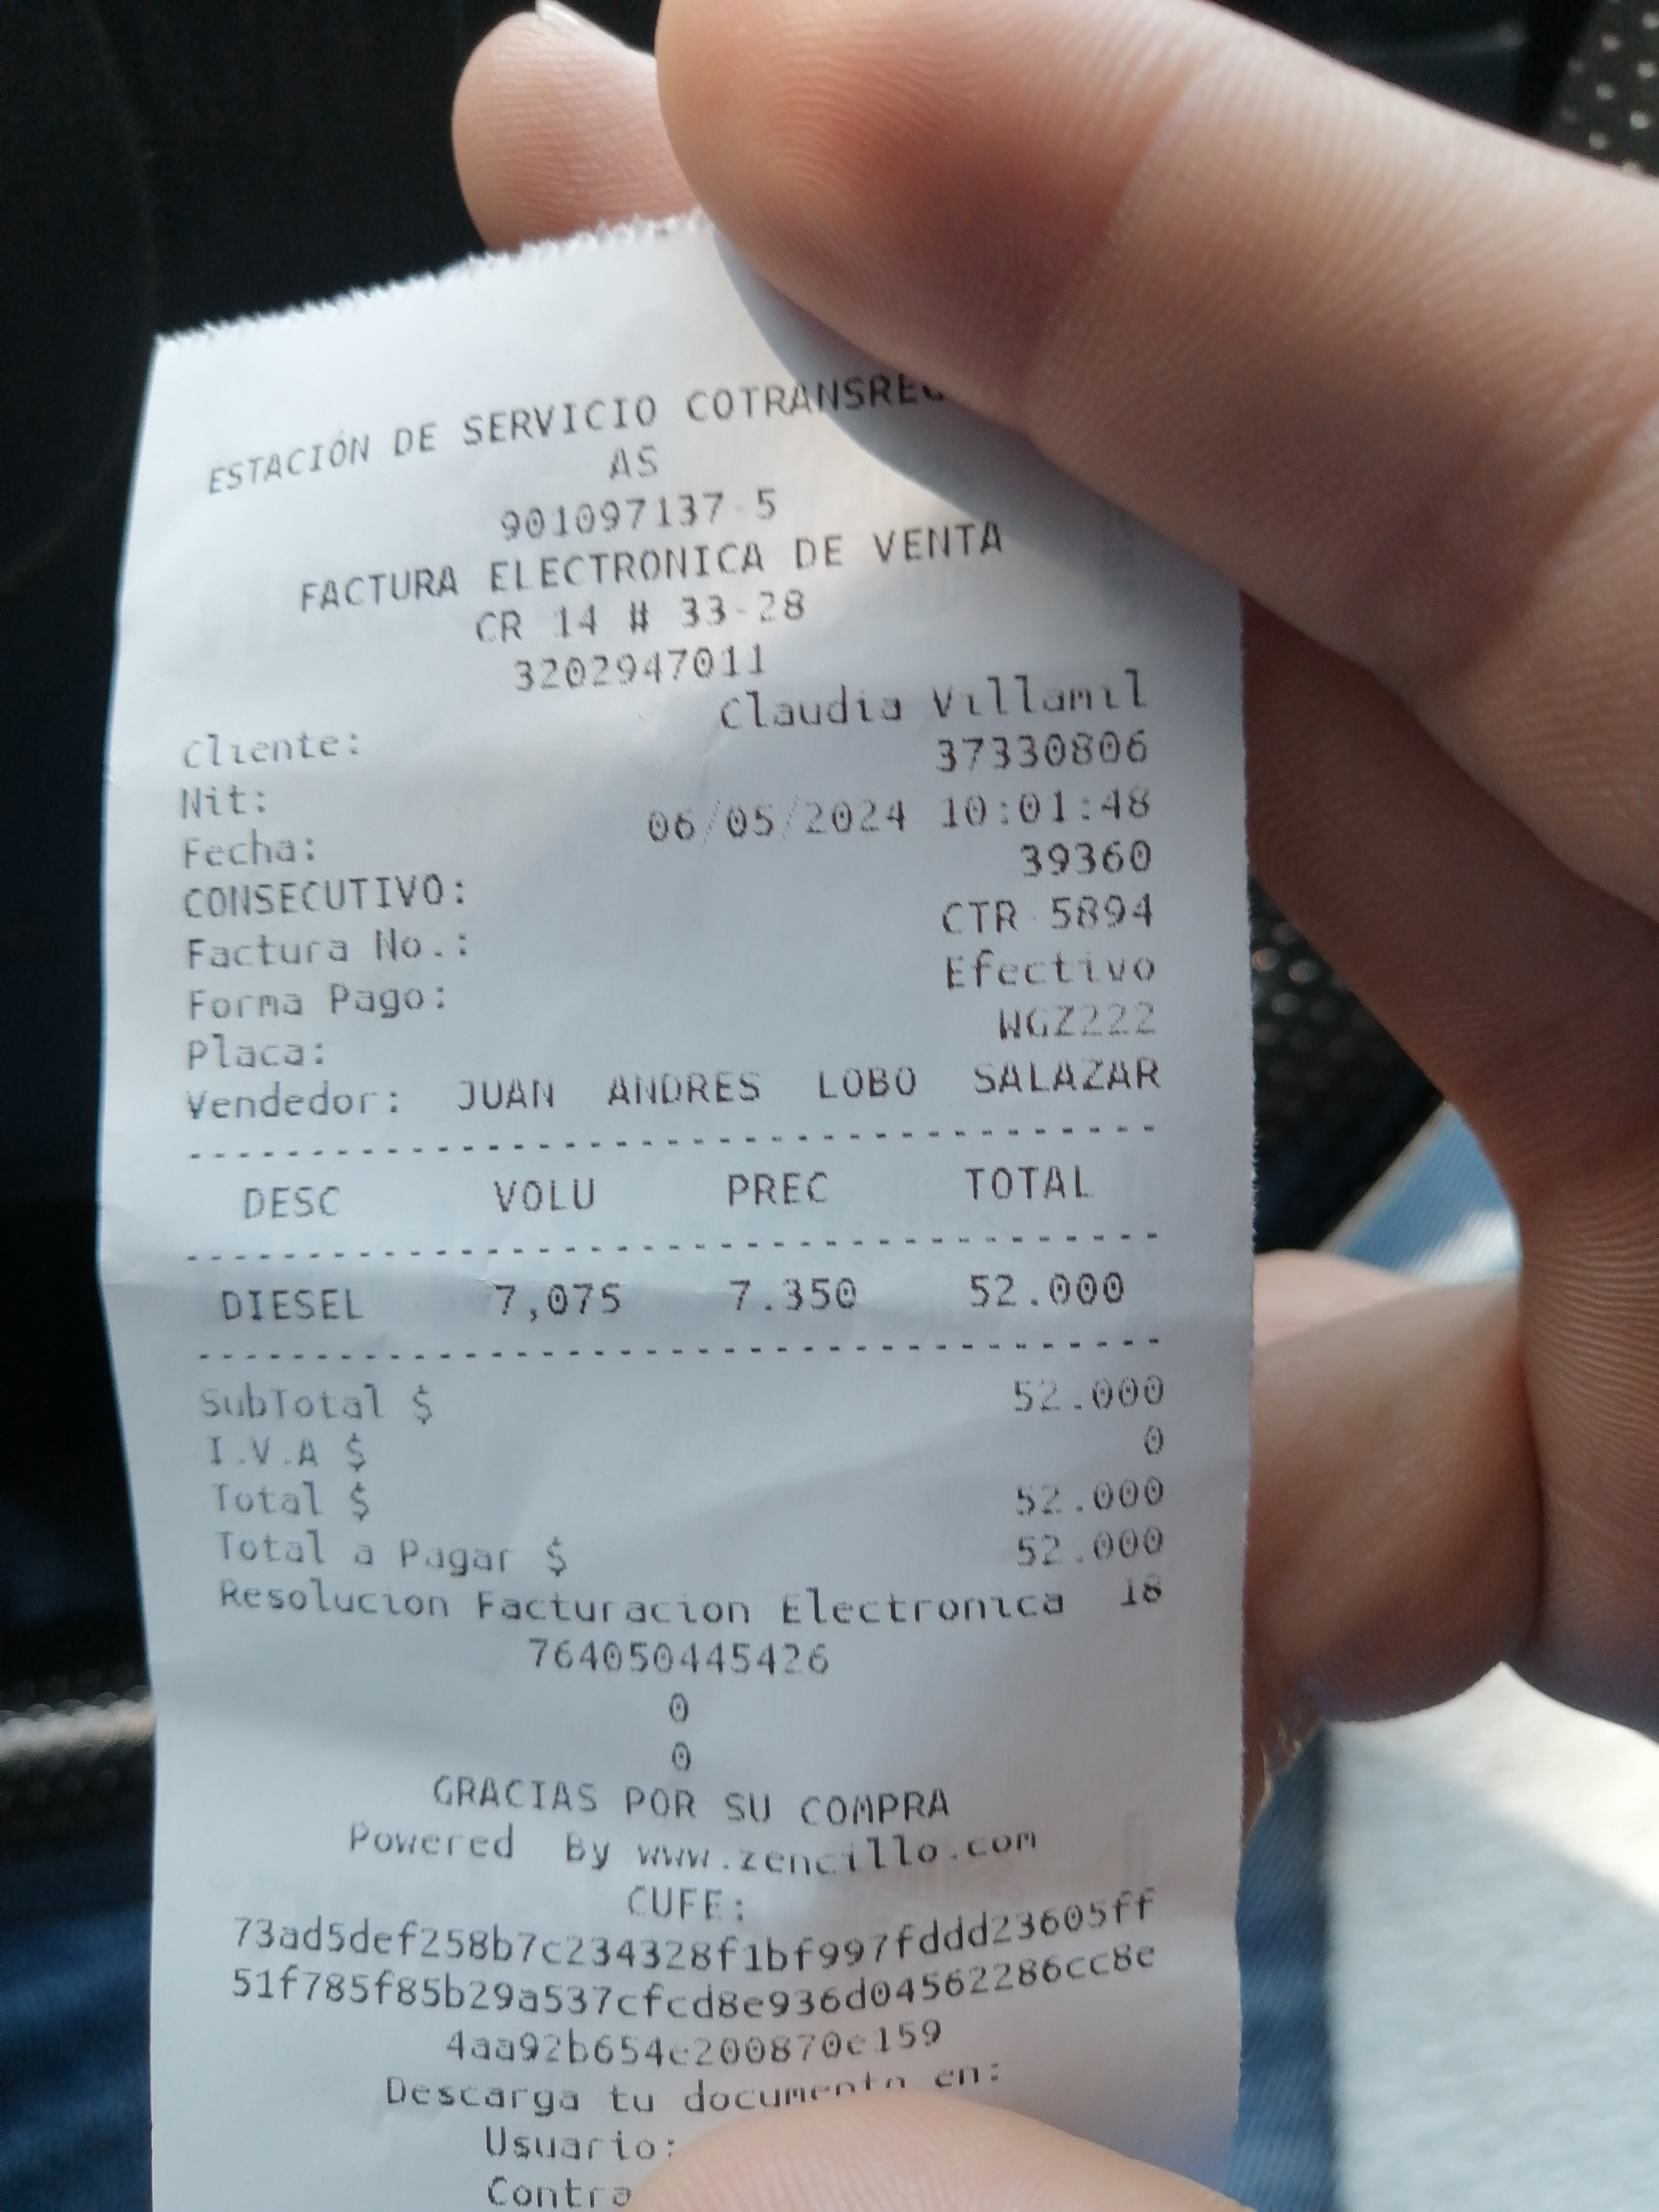 ESTACIÓN DE SERVICIO
AS
901097137-5
FACTURA ELECTRONICA DE VENTA
CR 14 # 33-28
3202947011
Cliente: Claudia Villamil
Nit: 37330806
Fecha: 06/05/2024 10:01:48
CONSECUTIVO: 39360
Factura No.: CTR-5894
Forma Pago: Efectivo
Placa: WGZ222
Vendedor: JUAN ANDRES LOBO SALAZAR
DESC VOLU PREC TOTAL
DIESEL 7,075 7.350 52.000
SubTotal $ 52.000
I.V.A $ 0
Total $ 52.000
Total a Pagar $ 52.000
Resolucion Facturacion Electronica 18
764050445426
0
0
GRACIAS POR SU COMPRA
Powered By www.zencillo.com
CUFE:
73ad5def258b7c234328f1bf997fddd23605ff
51f785f85b29a537cfcd8e936d04562286cc8e
4aa92b654e200870e159
Descarga tu documento en:
Usuario: